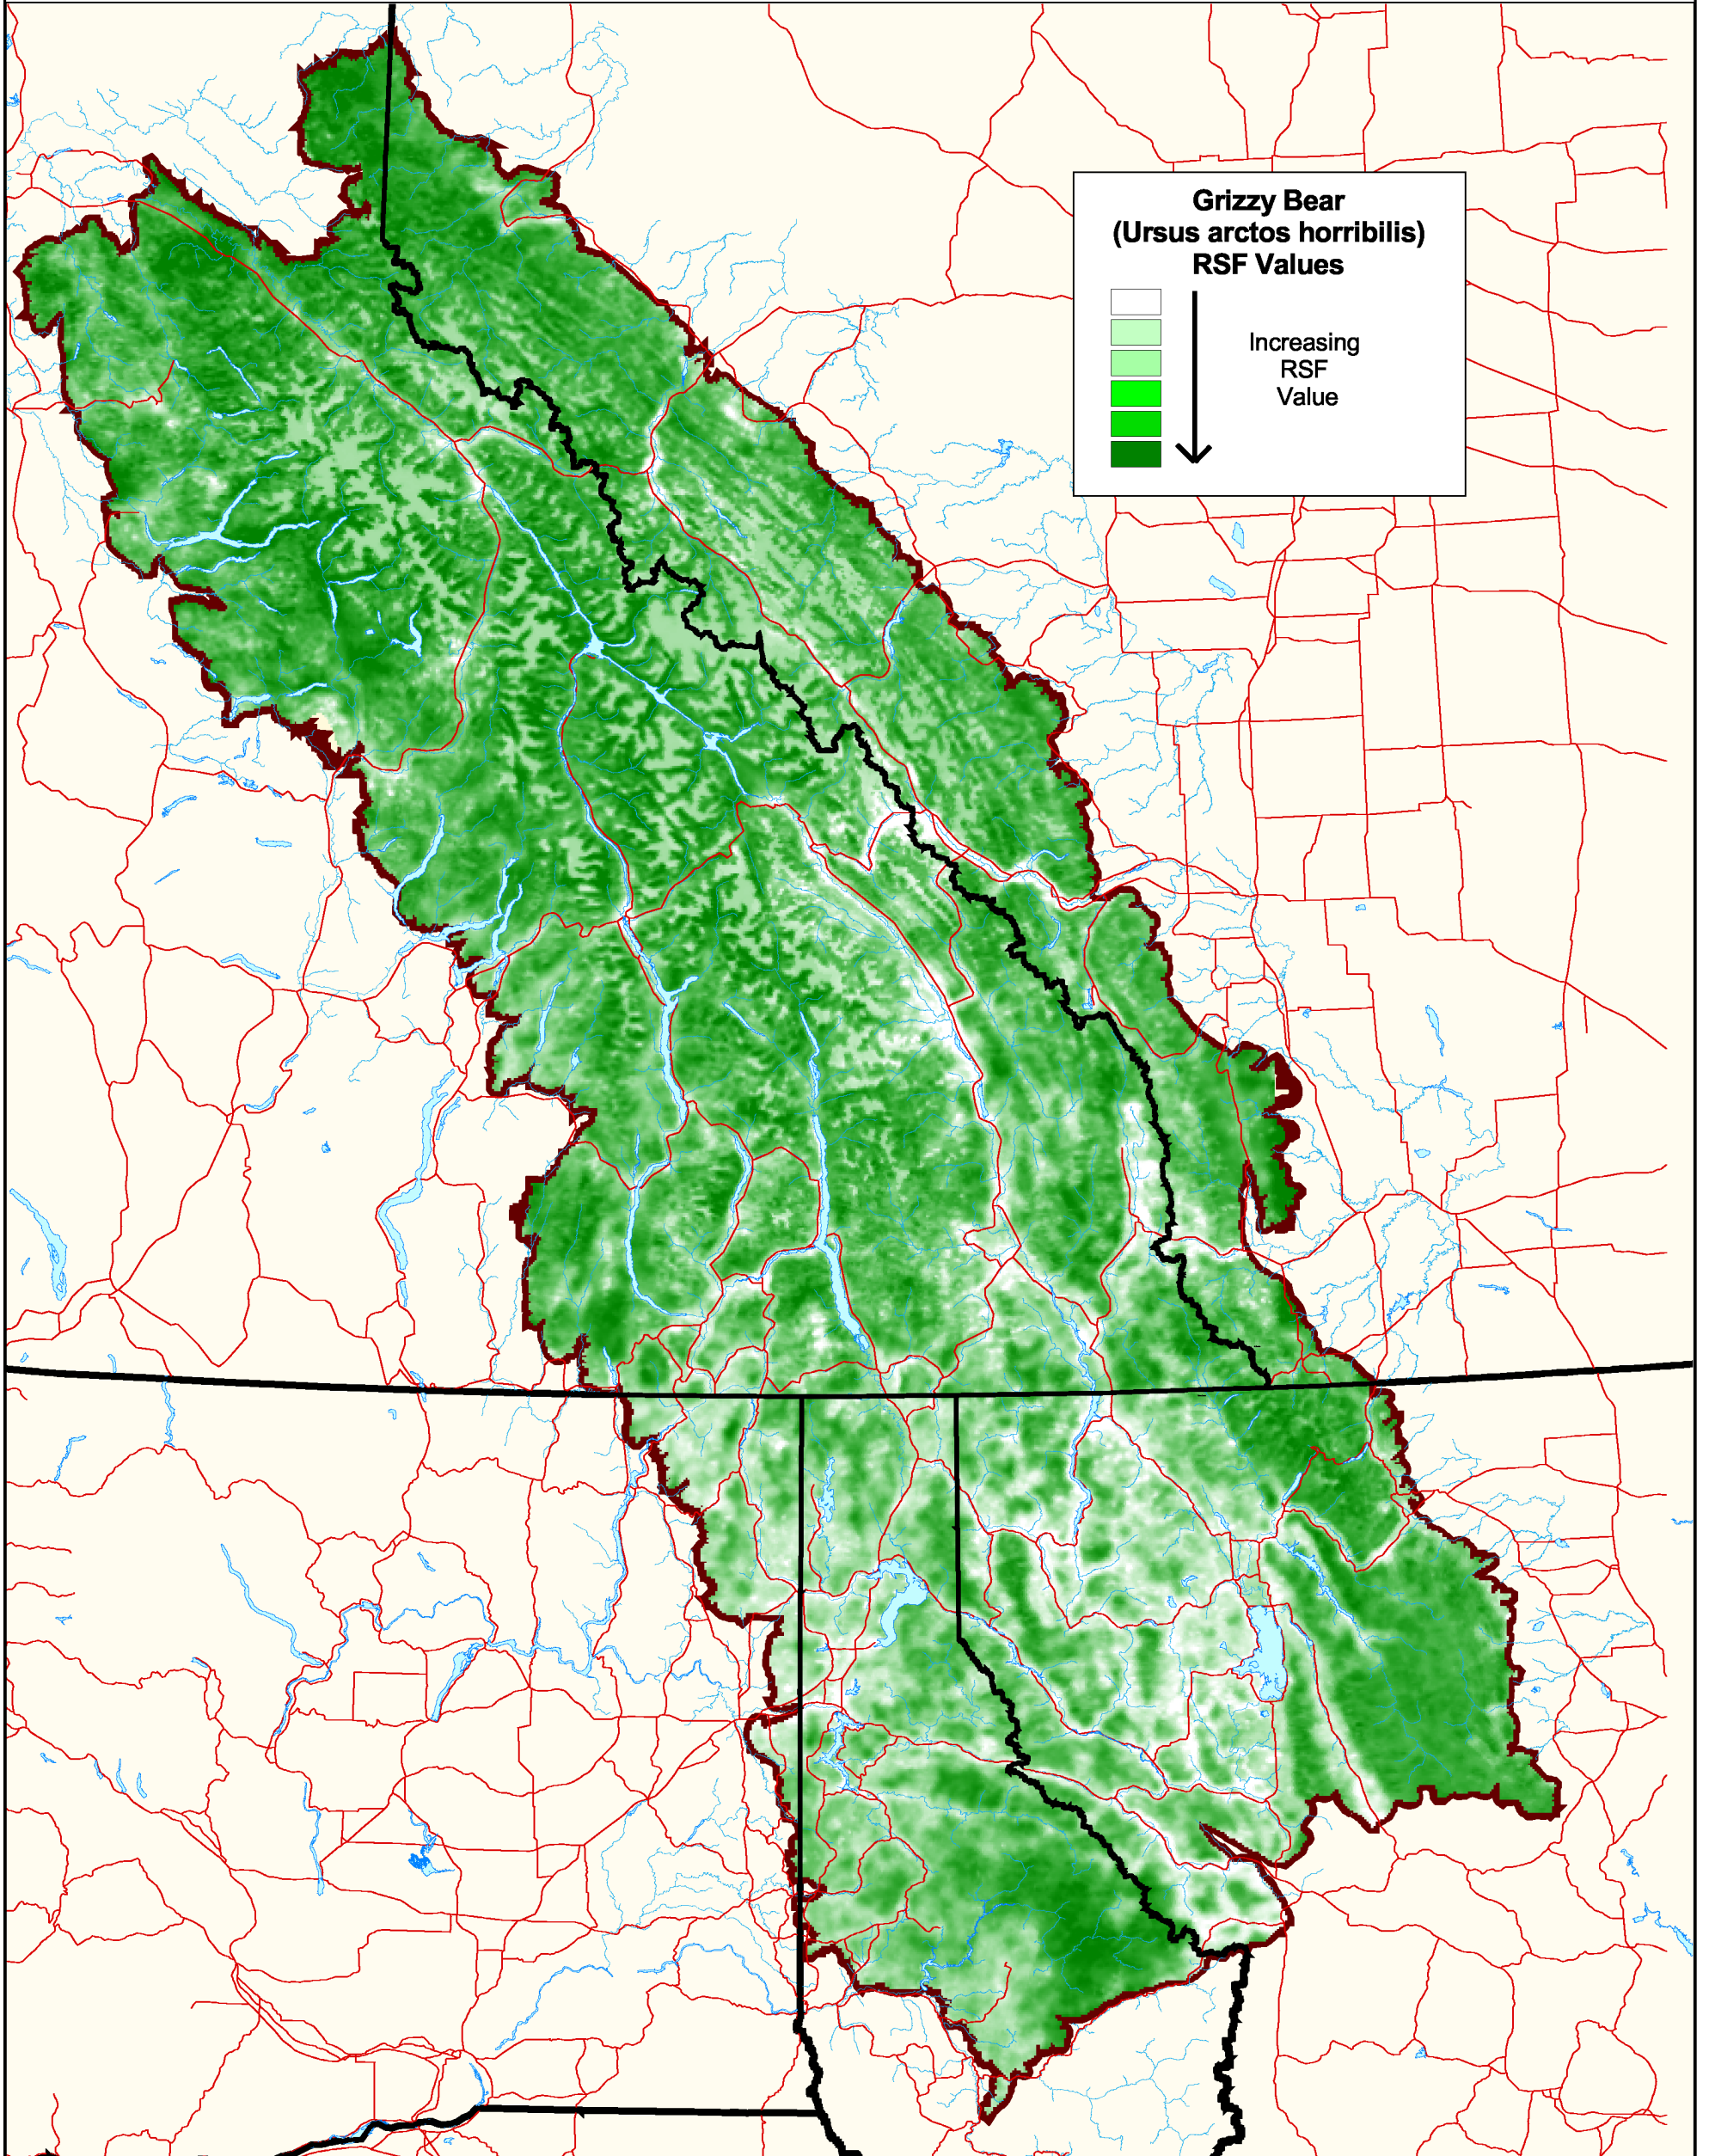 Grizzy Bear
(Ursus arctos horribilis)
RSF Values
Increasing
RSF
Value